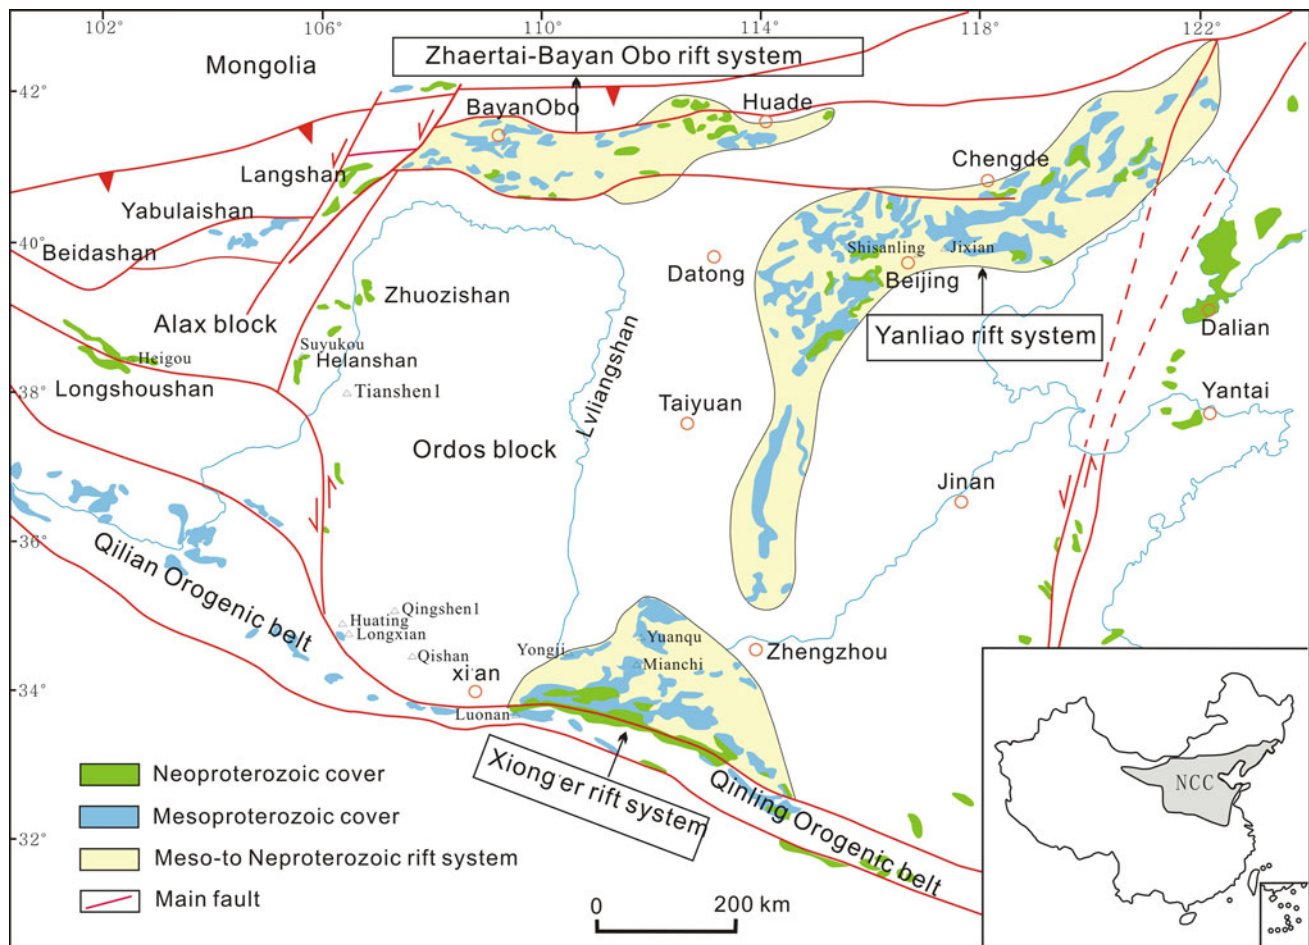 102° 106° 110° 114° 118° 122°
Zhaertai-Bayan Obo rift system
Mongolia
42°
BayanObo
Huade
Langshan
Chengde
Yabulaishan
40°
Beidashan
Shisanling
Jixian
Datong
Beijing
Zhuozishan
Alax block
Yanliao rift system
Dalian
Suyukou
Heigou
Helanshan
38°
Longshoushan
Tianshen1
Lvliangshan
Taiyuan
Yantai
Ordos block
Jinan
36°
Qilian Orogenic belt
Qingshen1
Huating
Longxian
Yuanqu
Yongji
Qishan
Mianchi
Zhengzhou
xi'an
34°
Luonan
Xiong'er rift system
Qinling Orogenic belt
Neoproterozoic cover
Mesoproterozoic cover
32°
Meso-to Neproterozoic rift system
Main fault
0 200 km
NCC